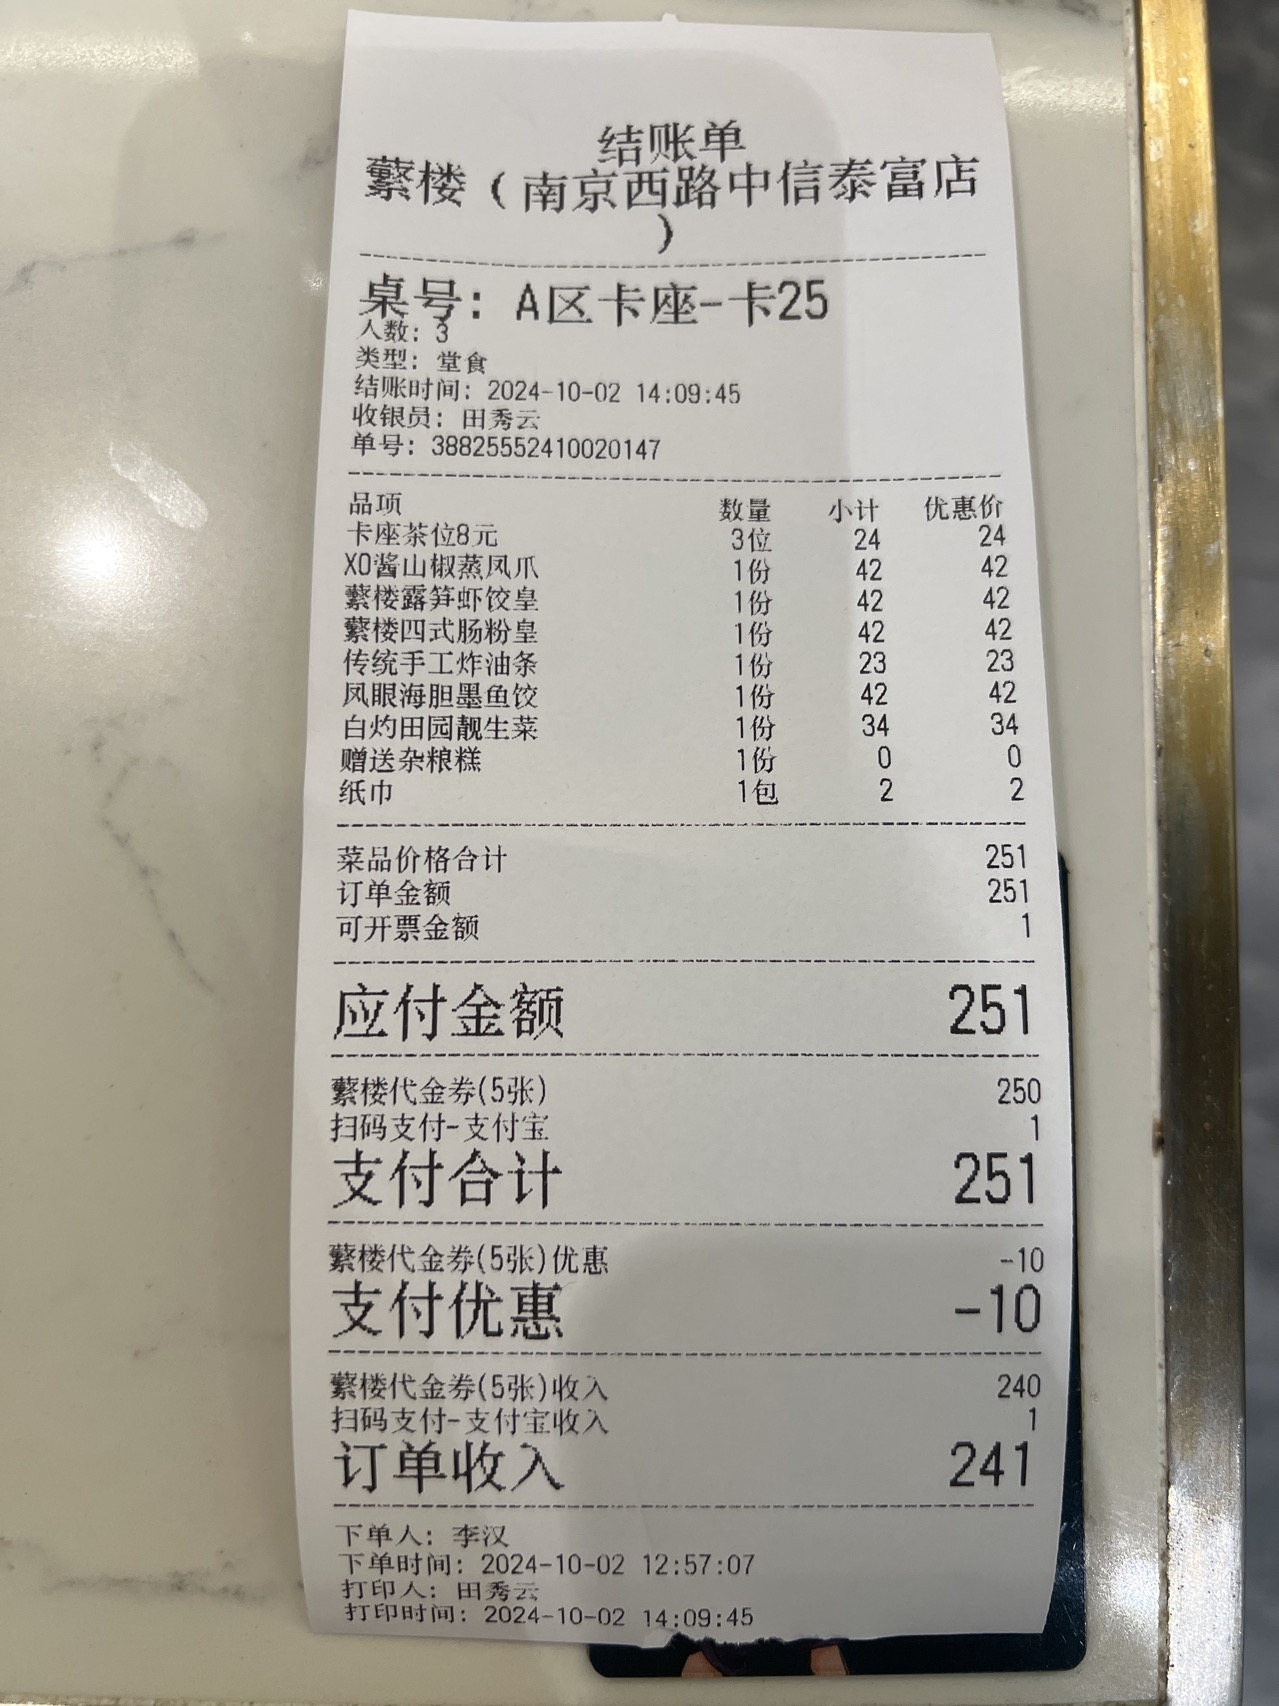 结账单
蘩楼（南京西路中信泰富店
）
桌号：A区卡座-卡25
人数：3
类型：堂食
结账时间：2024-10-02 14:09:45
收银员：田秀云
单号：38825552410020147
品项 数量 小计 优惠价
卡座茶位8元 3位 24 24
XO酱山椒蒸凤爪 1份 42 42
蘩楼露笋虾饺皇 1份 42 42
蘩楼四式肠粉皇 1份 42 42
传统手工炸油条 1份 23 23
凤眼海胆墨鱼饺 1份 42 42
白灼田园靓生菜 1份 34 34
赠送杂粮糕 1份 0 0
纸巾 1包 2 2
菜品价格合计 251
订单金额 251
可开票金额 1
应付金额 251
蘩楼代金券(5张) 250
扫码支付-支付宝 1
支付合计 251
蘩楼代金券(5张)优惠 -10
支付优惠 -10
蘩楼代金券(5张)收入 240
扫码支付-支付宝收入 1
订单收入 241
下单人：李汉
下单时间：2024-10-02 12:57:07
打印人：田秀云
打印时间：2024-10-02 14:09:45